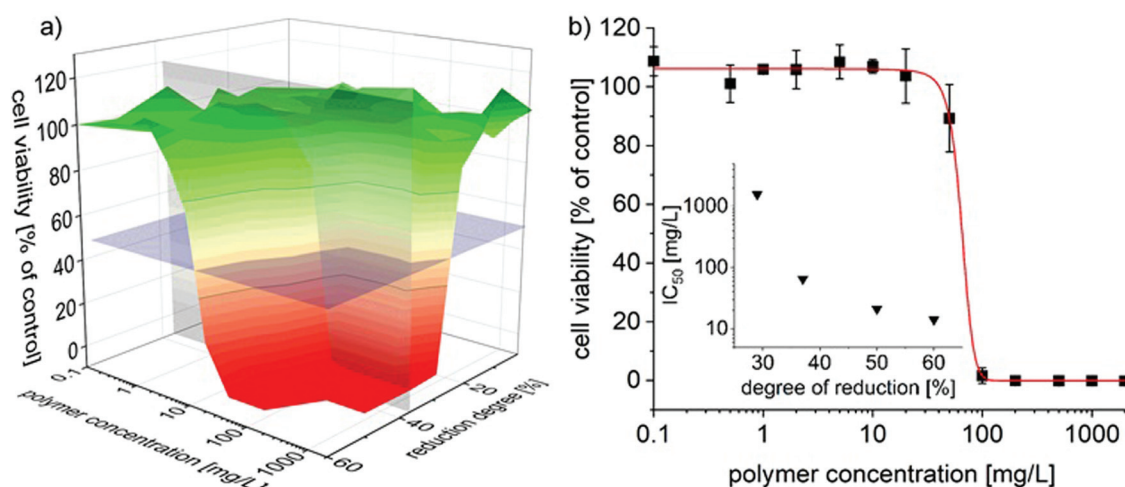 a)
cell viability [% of control]
120
100
80
60
40
20
0
0.1
1
10
100
1000
polymer concentration [mg/L]
60
40
20
reduction degree [%]
b)
cell viability [% of control]
120
100
80
60
40
20
0
0.1 1 10 100 1000
polymer concentration [mg/L]
IC50 [mg/L]
1000
100
10
30 40 50 60
degree of reduction [%]